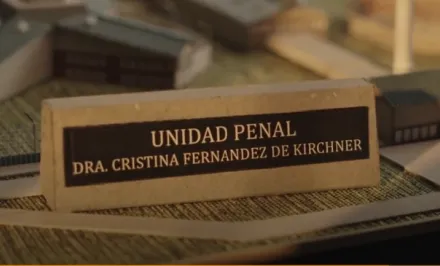 UNIDAD PENAL
DRA. CRISTINA FERNANDEZ DE KIRCHNER